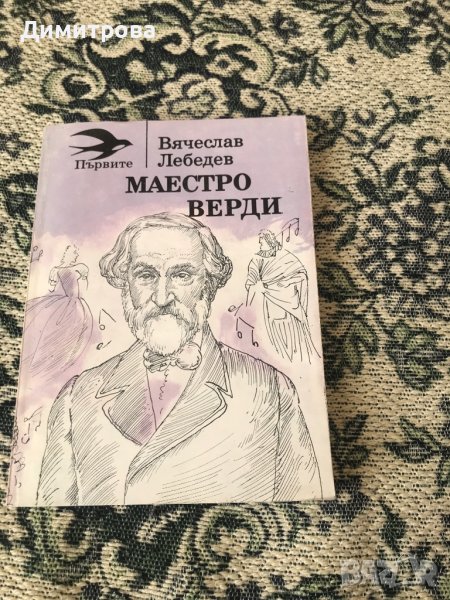 Димитрова
Първите
Вячеслав
Лебедев
МАЕСТРО
ВЕРДИ